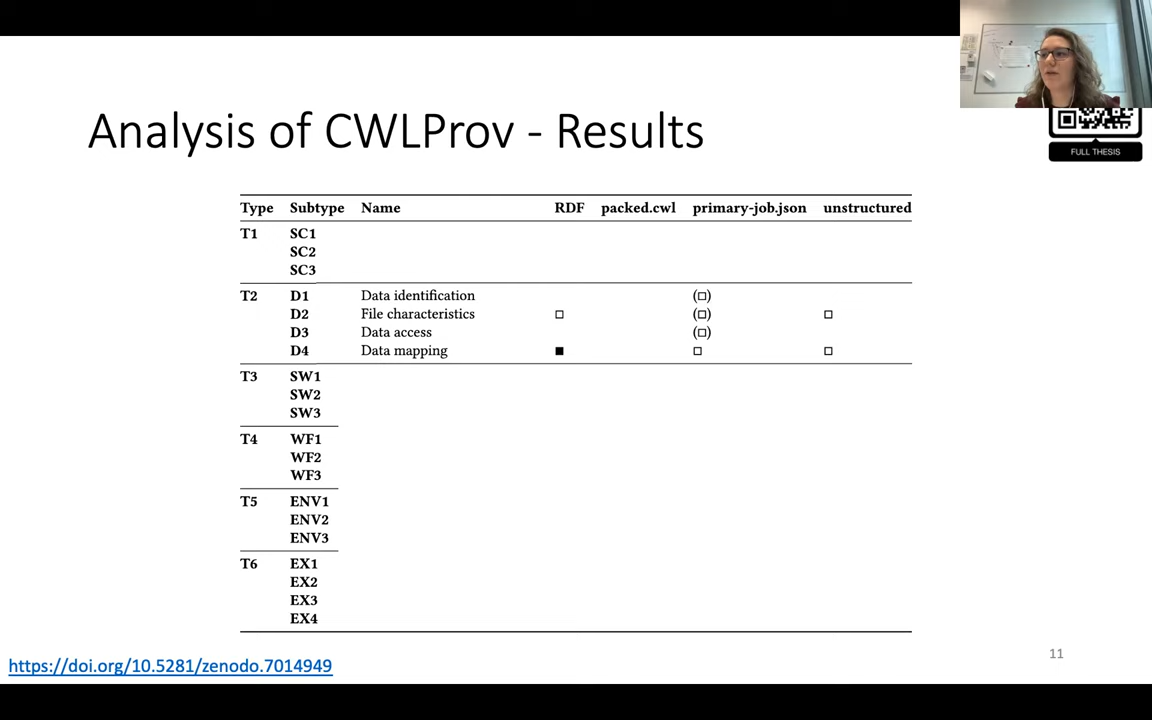 Analysis of CWLProv - Results
FULL THESIS
Type Subtype Name RDF packed.cwl primary-job.json unstructured
T1 SC1
SC2
SC3
T2 D1 Data identification (□)
D2 File characteristics □ (□) □
D3 Data access (□)
D4 Data mapping ■ □ □
T3 SW1
SW2
SW3
T4 WF1
WF2
WF3
T5 ENV1
ENV2
ENV3
T6 EX1
EX2
EX3
EX4
https://doi.org/10.5281/zenodo.7014949
11